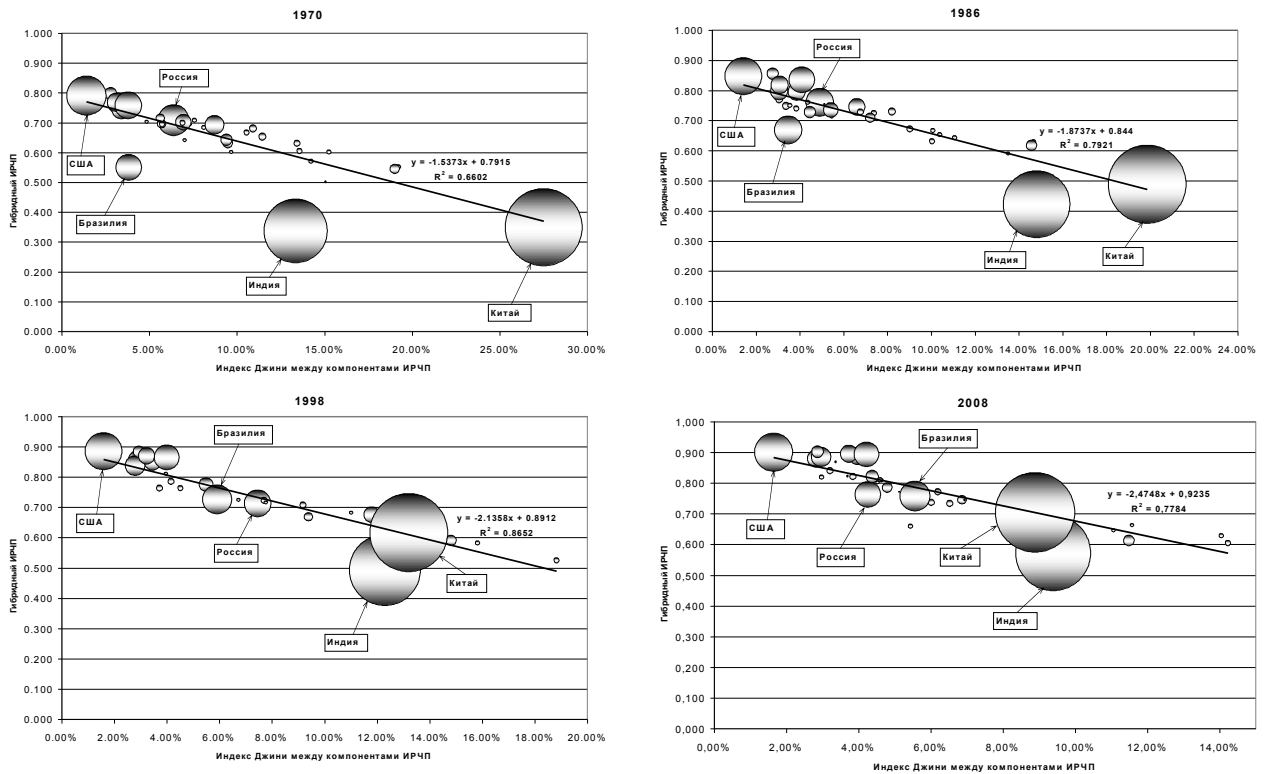 1970
1.000
0.900
0.800
0.700
0.600
0.500
0.400
0.300
0.200
0.100
0.000
Гибридный ИРЧП
Россия
США
Бразилия
Индия
Китай
y = -1.5373x + 0.7915
R² = 0.6602
0.00% 5.00% 10.00% 15.00% 20.00% 25.00% 30.00%
Индекс Джини между компонентами ИРЧП
1986
1.000
0.900
0.800
0.700
0.600
0.500
0.400
0.300
0.200
0.100
0.000
Гибридный ИРЧП
Россия
США
Бразилия
Индия
Китай
y = -1.8737x + 0.844
R² = 0.7921
0.00% 2.00% 4.00% 6.00% 8.00% 10.00% 12.00% 14.00% 16.00% 18.00% 20.00% 22.00% 24.00%
Индекс Джини между компонентами ИРЧП
1998
1.000
0.900
0.800
0.700
0.600
0.500
0.400
0.300
0.200
0.100
0.000
Гибридный ИРЧП
Бразилия
США
Россия
Китай
Индия
y = -2.1358x + 0.8912
R² = 0.8652
0.00% 2.00% 4.00% 6.00% 8.00% 10.00% 12.00% 14.00% 16.00% 18.00% 20.00%
Индекс Джини между компонентами ИРЧП
2008
1,000
0,900
0,800
0,700
0,600
0,500
0,400
0,300
0,200
0,100
0,000
Гибридный ИРЧП
Бразилия
США
Россия
Китай
Индия
y = -2,4748x + 0,9235
R² = 0,7784
0,00% 2,00% 4,00% 6,00% 8,00% 10,00% 12,00% 14,00%
Индекс Джини между компонентами ИРЧП